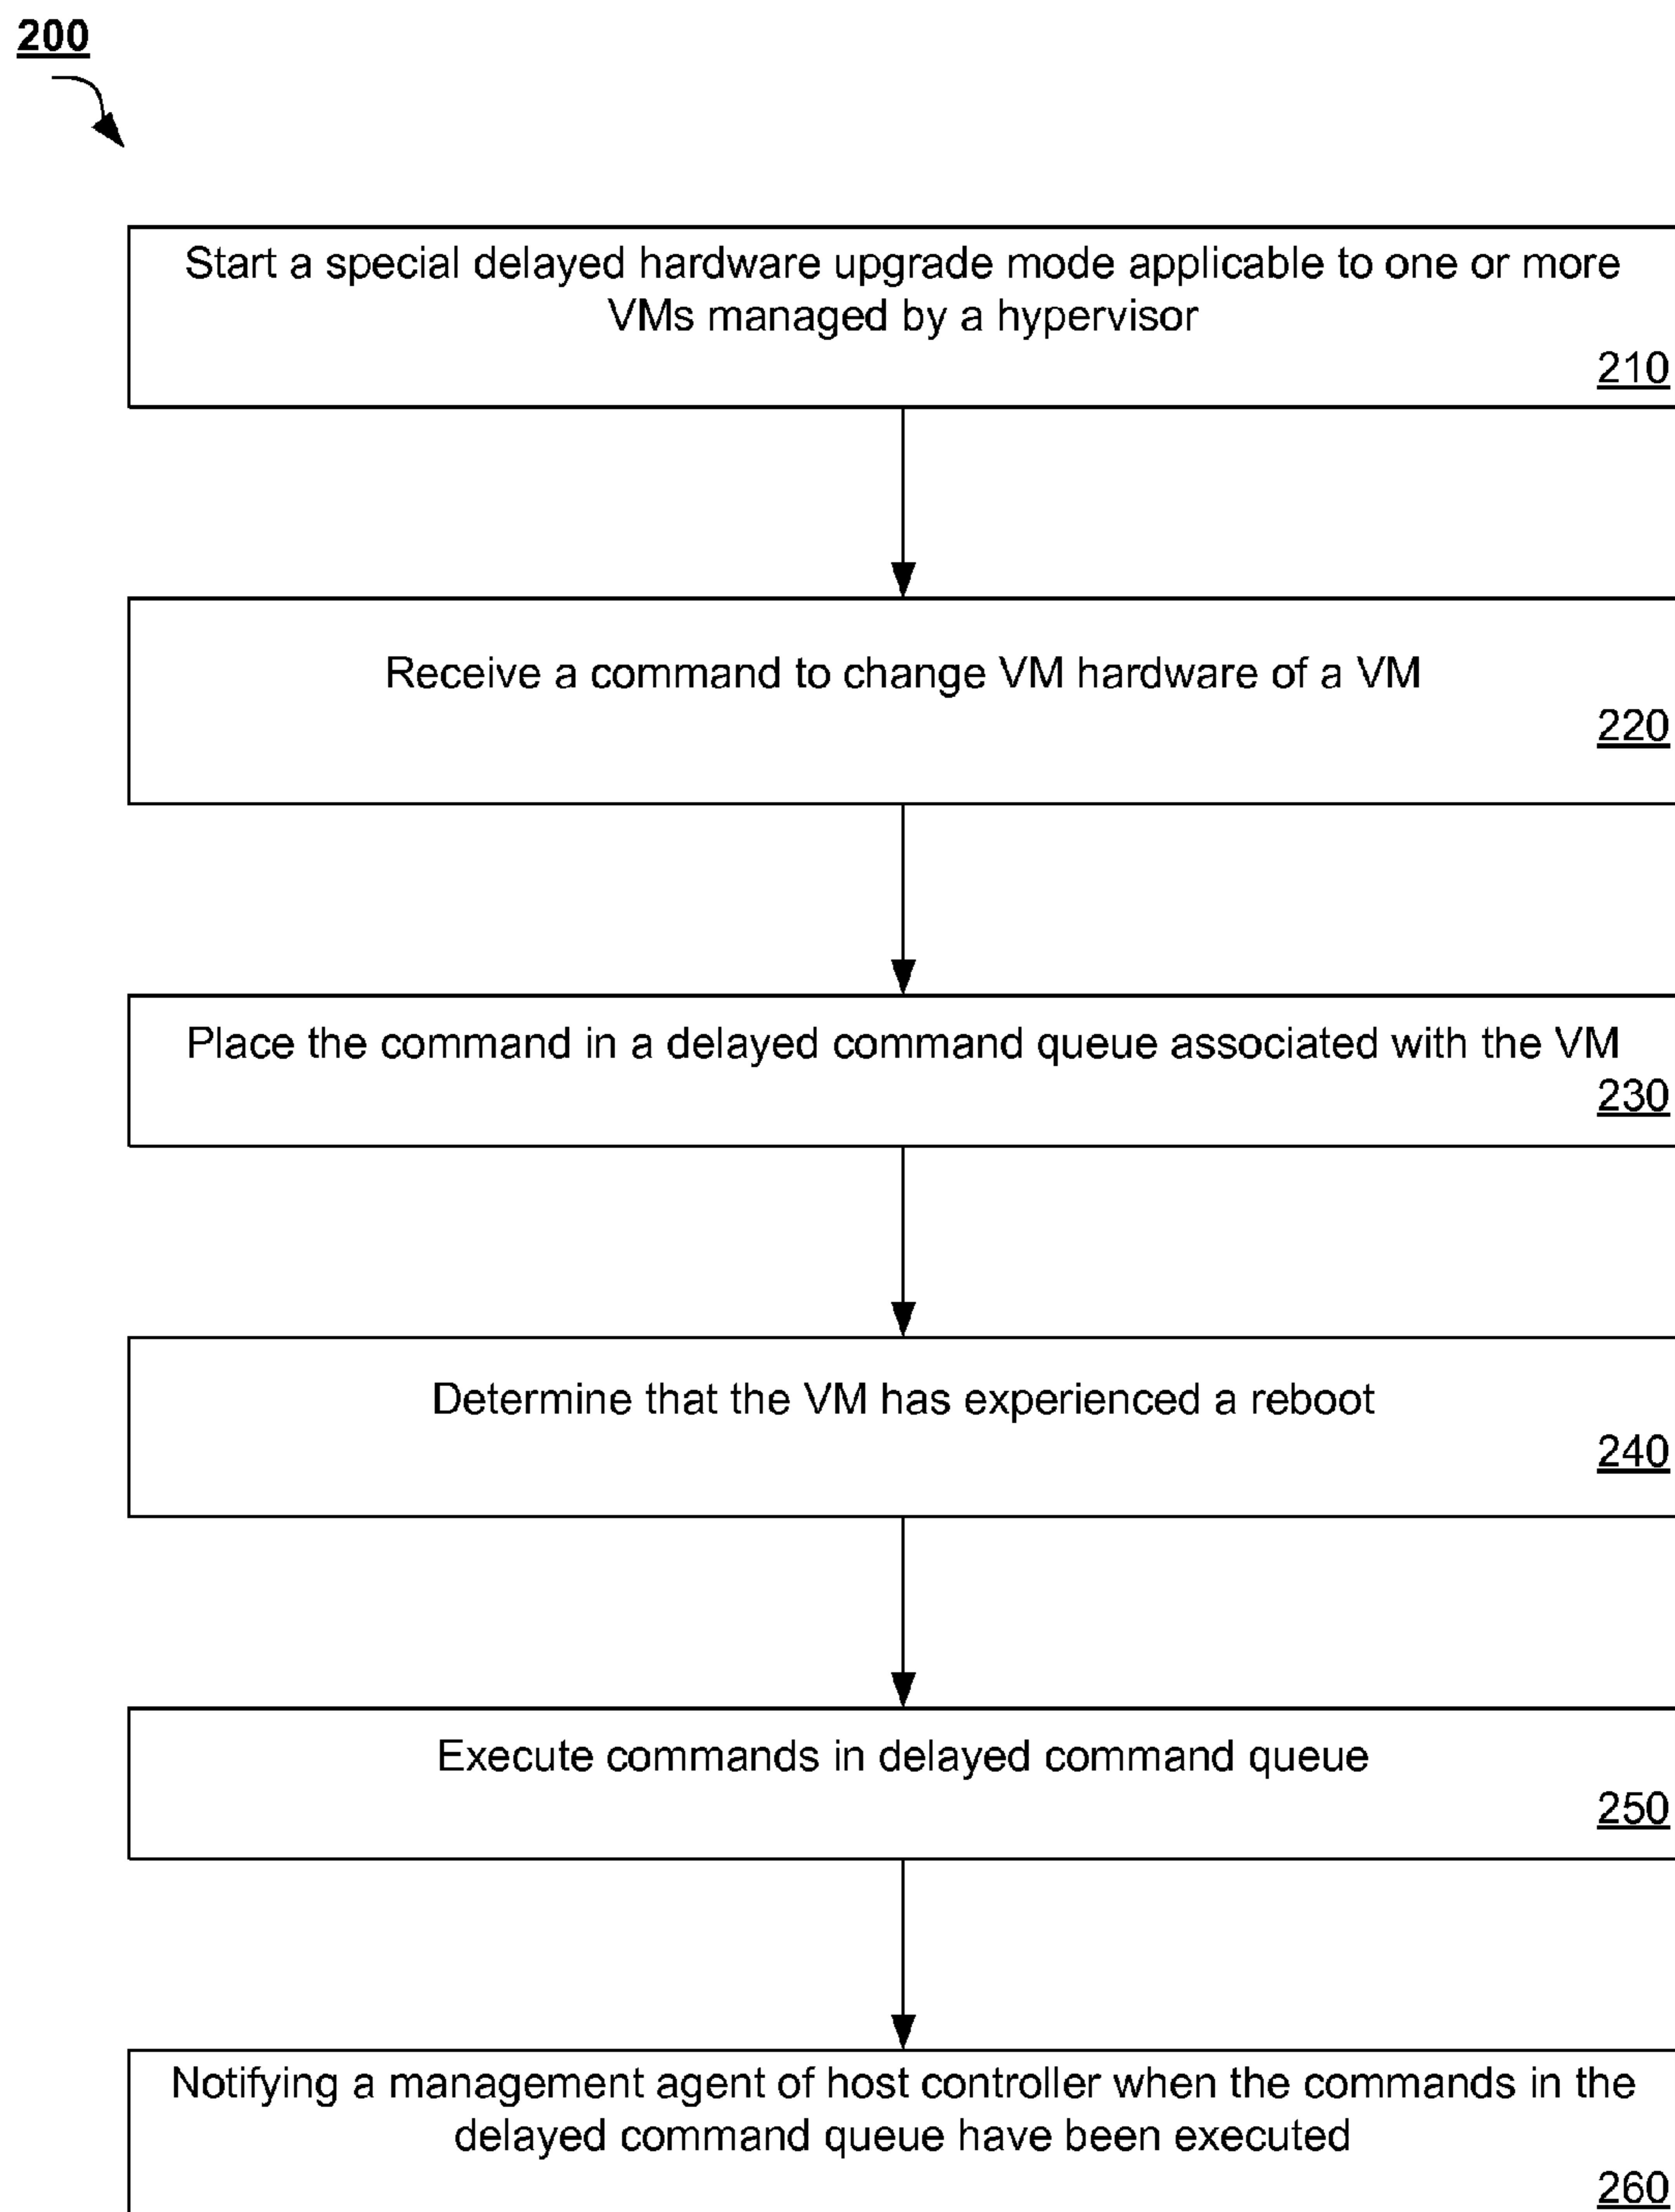 200
Start a special delayed hardware upgrade mode applicable to one or more
VMs managed by a hypervisor
210
Receive a command to change VM hardware of a VM
220
Place the command in a delayed command queue associated with the VM
230
Determine that the VM has experienced a reboot
240
Execute commands in delayed command queue
250
Notifying a management agent of host controller when the commands in the
delayed command queue have been executed
260